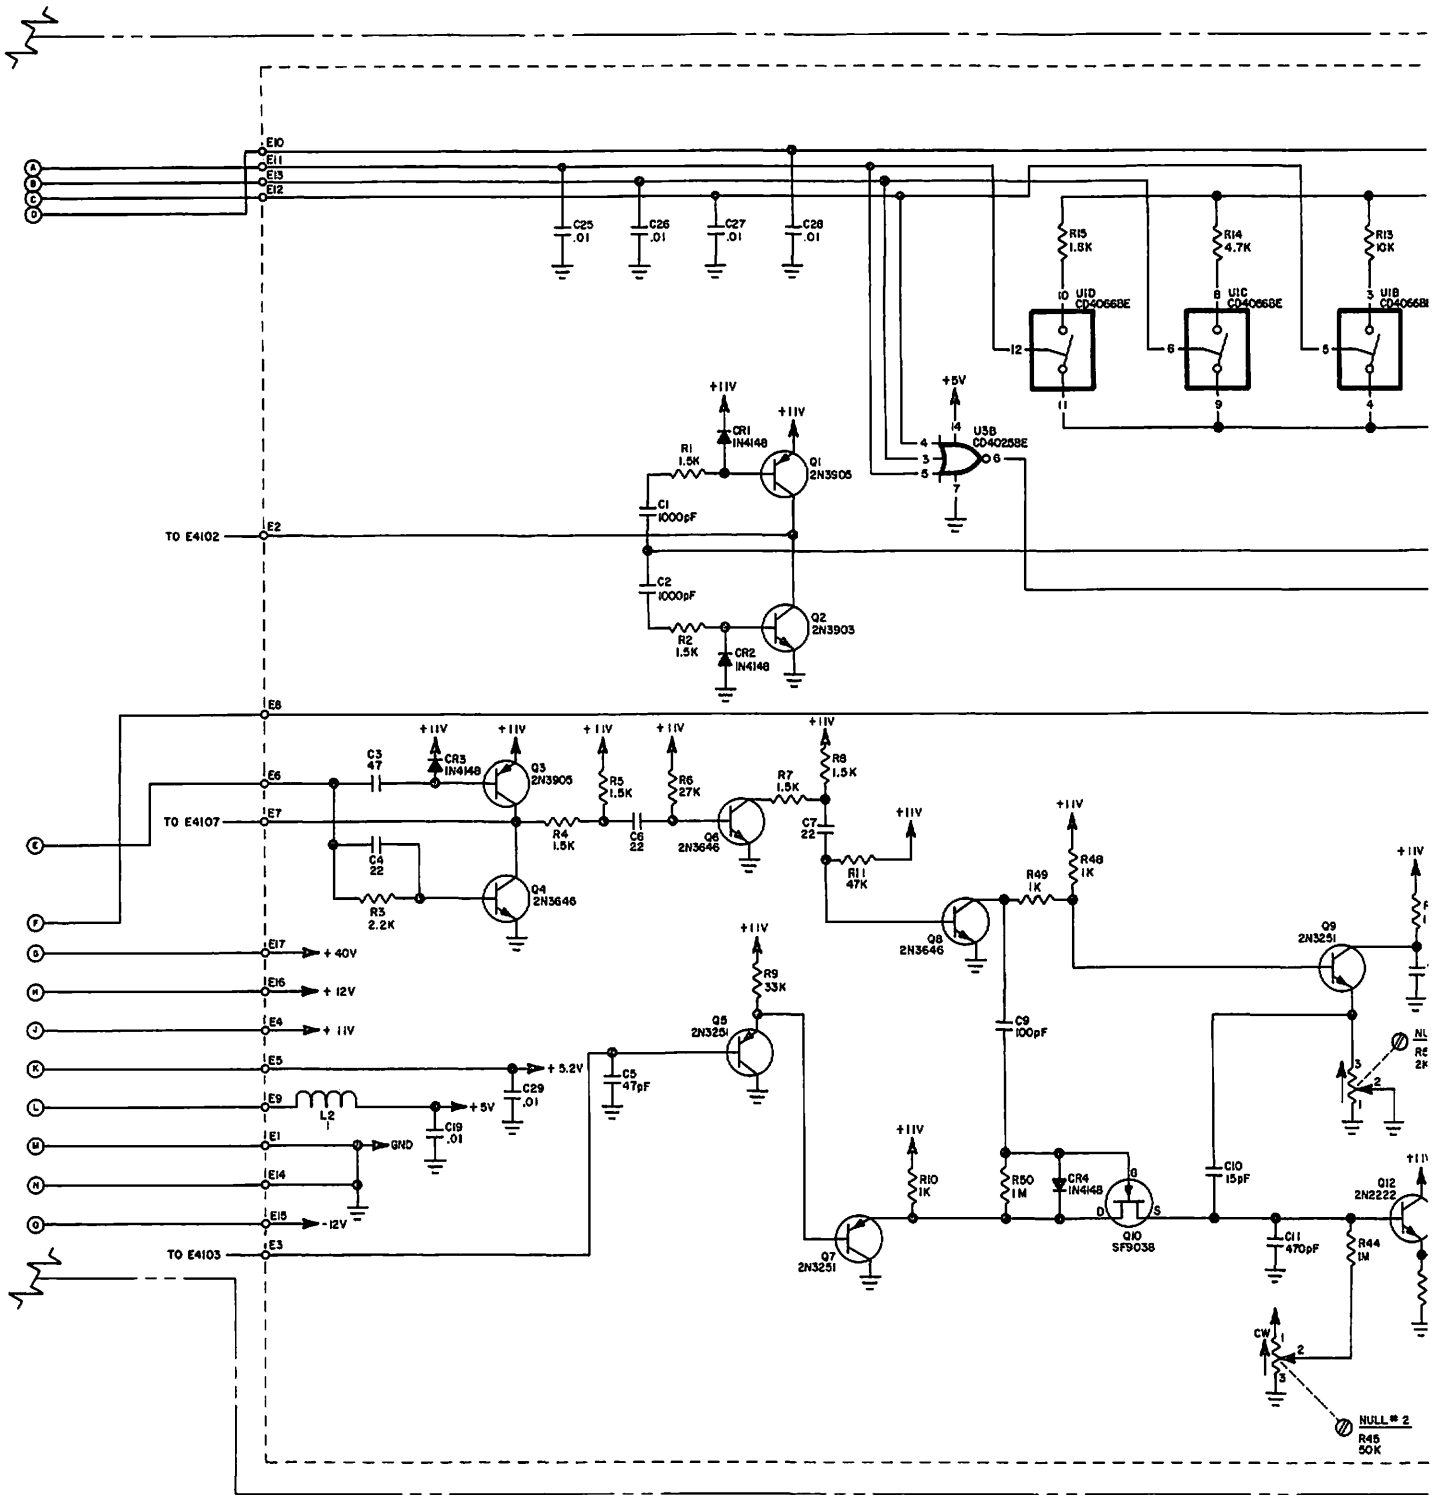 E10
A E11
B E13
C E12
D
C25
.01
C26
.01
C27
.01
C28
.01
R15
1.8K
R14
4.7K
R13
10K
10 U1D
CD4066BE
8 U1C
CD4066BE
3 U1B
CD4066B
12
6
5
11
9
4
+11V
CR1
1N4148
+11V
R1
1.5K
Q1
2N3905
C1
1000pF
+5V
14
U3B
CD4025BE
4
3
5
6
7
TO E4102 E2
C2
1000pF
Q2
2N3903
R2
1.5K
CR2
1N4148
E8
+11V
CR3
1N4148
+11V
+11V
+11V
+11V
C3
47
Q3
2N3905
R5
1.5K
R6
27K
R7
1.5K
R8
1.5K
E6
TO E4107 E7
R4
1.5K
C6
22
Q6
2N3646
C7
22
+11V
R11
47K
+11V
R48
1K
R49
1K
+11V
E
C4
22
R3
2.2K
Q4
2N3646
Q8
2N3646
Q9
2N3251
F
G E17 +40V
H E16 +12V
J E4 +11V
K E5 +5.2V
C29
.01
L E9
L2
+5V
C19
.01
M E1 GND
N E14
O E15 -12V
TO E4103 E3
+11V
R9
33K
Q5
2N3251
C5
47pF
C9
100pF
3
2
1
+11V
R10
1K
Q7
2N3251
R50
1M
CR4
1N4148
G
D
S
Q10
SF9038
C10
15pF
C11
470pF
R44
1M
Q12
2N2222
CW
1
2
3
NULL # 2
R45
50K